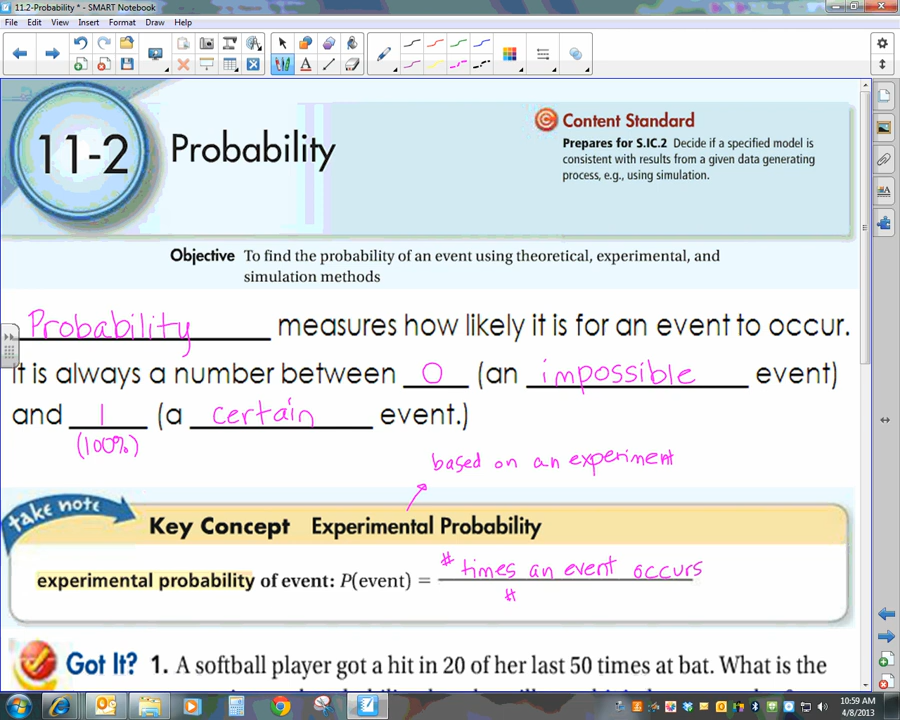 11.2-Probability * - SMART Notebook
File Edit View Insert Format Draw Help
11-2 Probability
Content Standard
Prepares for S.IC.2 Decide if a specified model is
consistent with results from a given data generating
process, e.g., using simulation.
Objective To find the probability of an event using theoretical, experimental, and
simulation methods
Probability measures how likely it is for an event to occur.
It is always a number between 0 (an impossible event)
and 1 (a certain event.)
(100%)
based on an experiment
take note
Key Concept Experimental Probability
# times an event occurs
experimental probability of event: P(event) =
#
Got It? 1. A softball player got a hit in 20 of her last 50 times at bat. What is the
10:59 AM
4/8/2013